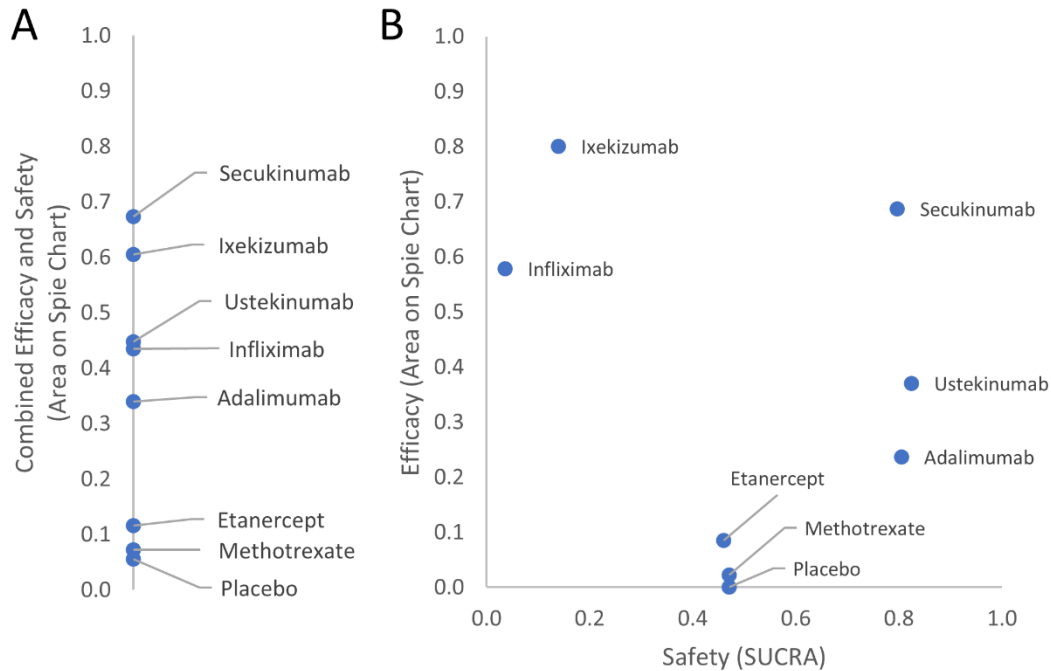 A
Combined Efficacy and Safety
(Area on Spie Chart)
1.0
0.9
0.8
0.7
0.6
0.5
0.4
0.3
0.2
0.1
0.0
Secukinumab
Ixekizumab
Ustekinumab
Infliximab
Adalimumab
Etanercept
Methotrexate
Placebo
B
Efficacy (Area on Spie Chart)
1.0
0.9
0.8
0.7
0.6
0.5
0.4
0.3
0.2
0.1
0.0
Ixekizumab
Secukinumab
Infliximab
Ustekinumab
Adalimumab
Etanercept
Methotrexate
Placebo
0.0 0.2 0.4 0.6 0.8 1.0
Safety (SUCRA)